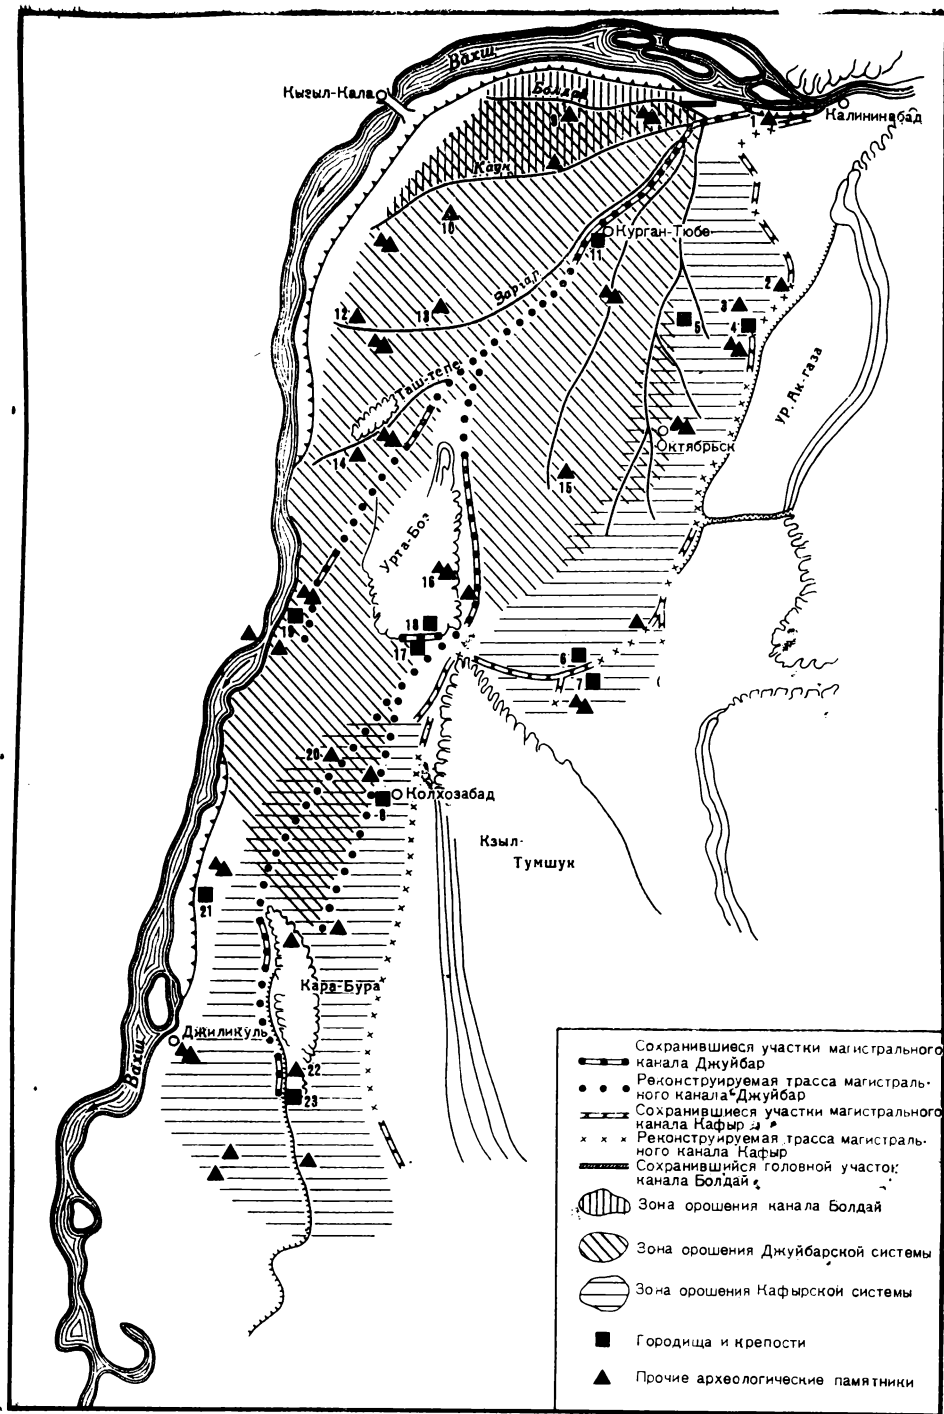 Вахш
Кызыл-Кала
Болдай
Калининабад
1
9
Каун
10
Курган-Тюбе
11
2
Заргар
3
12
13
5
4
Таш-тепе
ур. Ак-газа
Октябрьск
14
15
Урта-Боз
16
18
19
17
6
7
20
Колхозабад
8
Кзыл-
Тумшук
21
Кара-Бура
Джиликуль
Вахш
22
23
Сохранившиеся участки магистрального
канала Джуйбар
Реконструируемая трасса магистраль-
ного канала Джуйбар
Сохранившиеся участки магистрального
канала Кафыр
Реконструируемая трасса магистраль-
ного канала Кафыр
Сохранившийся головной участок
канала Болдай
Зона орошения канала Болдай
Зона орошения Джуйбарской системы
Зона орошения Кафырской системы
Городища и крепости
Прочие археологические памятники